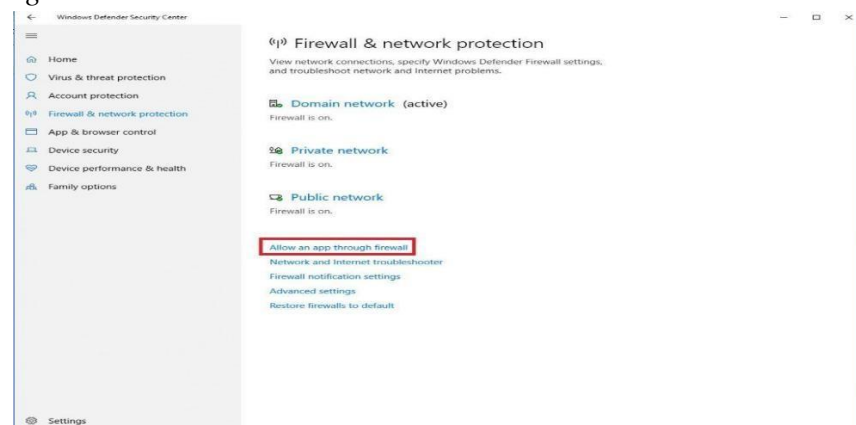 Windows Defender Security Center
Home
Virus & threat protection
Account protection
Firewall & network protection
App & browser control
Device security
Device performance & health
Family options
Settings
Firewall & network protection
View network connections, specify Windows Defender Firewall settings,
and troubleshoot network and Internet problems.
Domain network (active)
Firewall is on.
Private network
Firewall is on.
Public network
Firewall is on.
Allow an app through firewall
Network and Internet troubleshooter
Firewall notification settings
Advanced settings
Restore firewalls to default